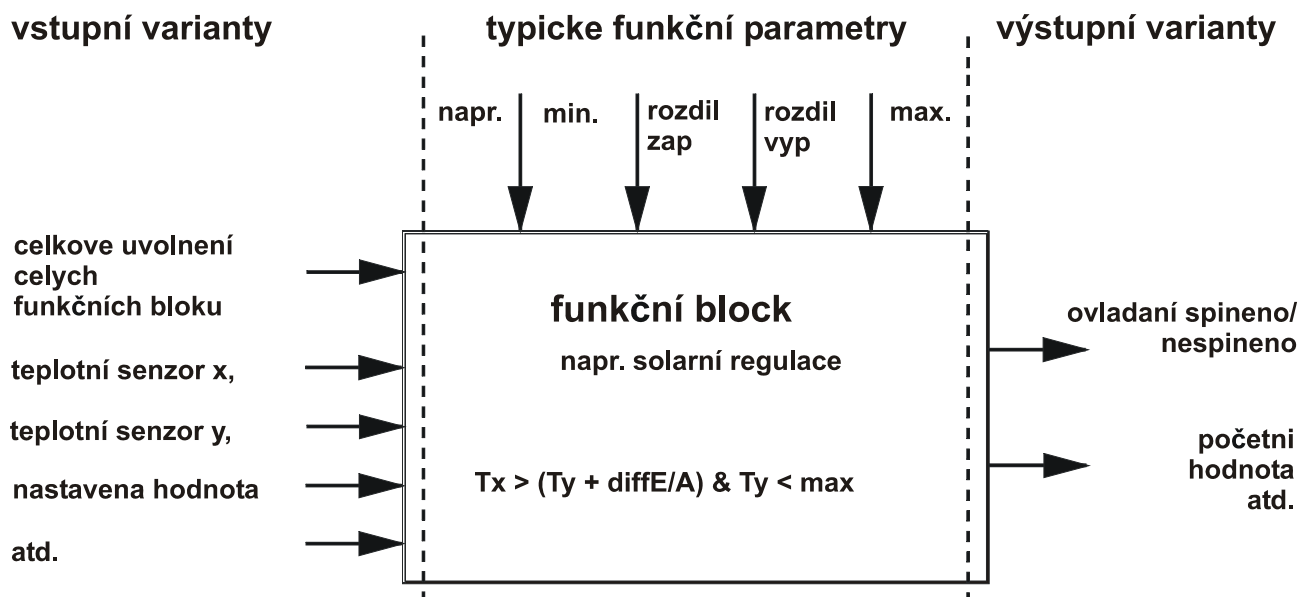 vstupní varianty
typicke funkční parametry
výstupní varianty
napr.
min.
rozdil
zap
rozdil
vyp
max.
celkove uvolnení
celych
funkčních bloku
teplotní senzor x,
teplotní senzor y,
nastavena hodnota
atd.
funkční block
napr. solarní regulace
Tx > (Ty + diffE/A) & Ty < max
ovladaní spineno/
nespineno
početni
hodnota
atd.